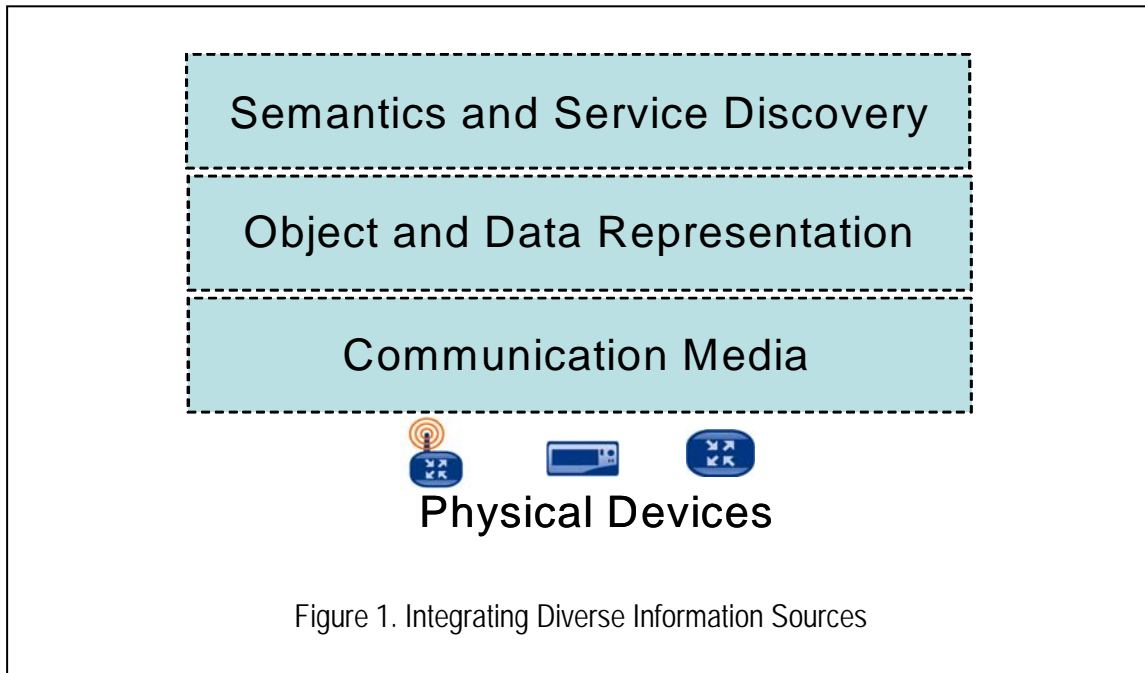 Semantics and Service Discovery
Object and Data Representation
Communication Media
Physical Devices
Figure 1. Integrating Diverse Information Sources